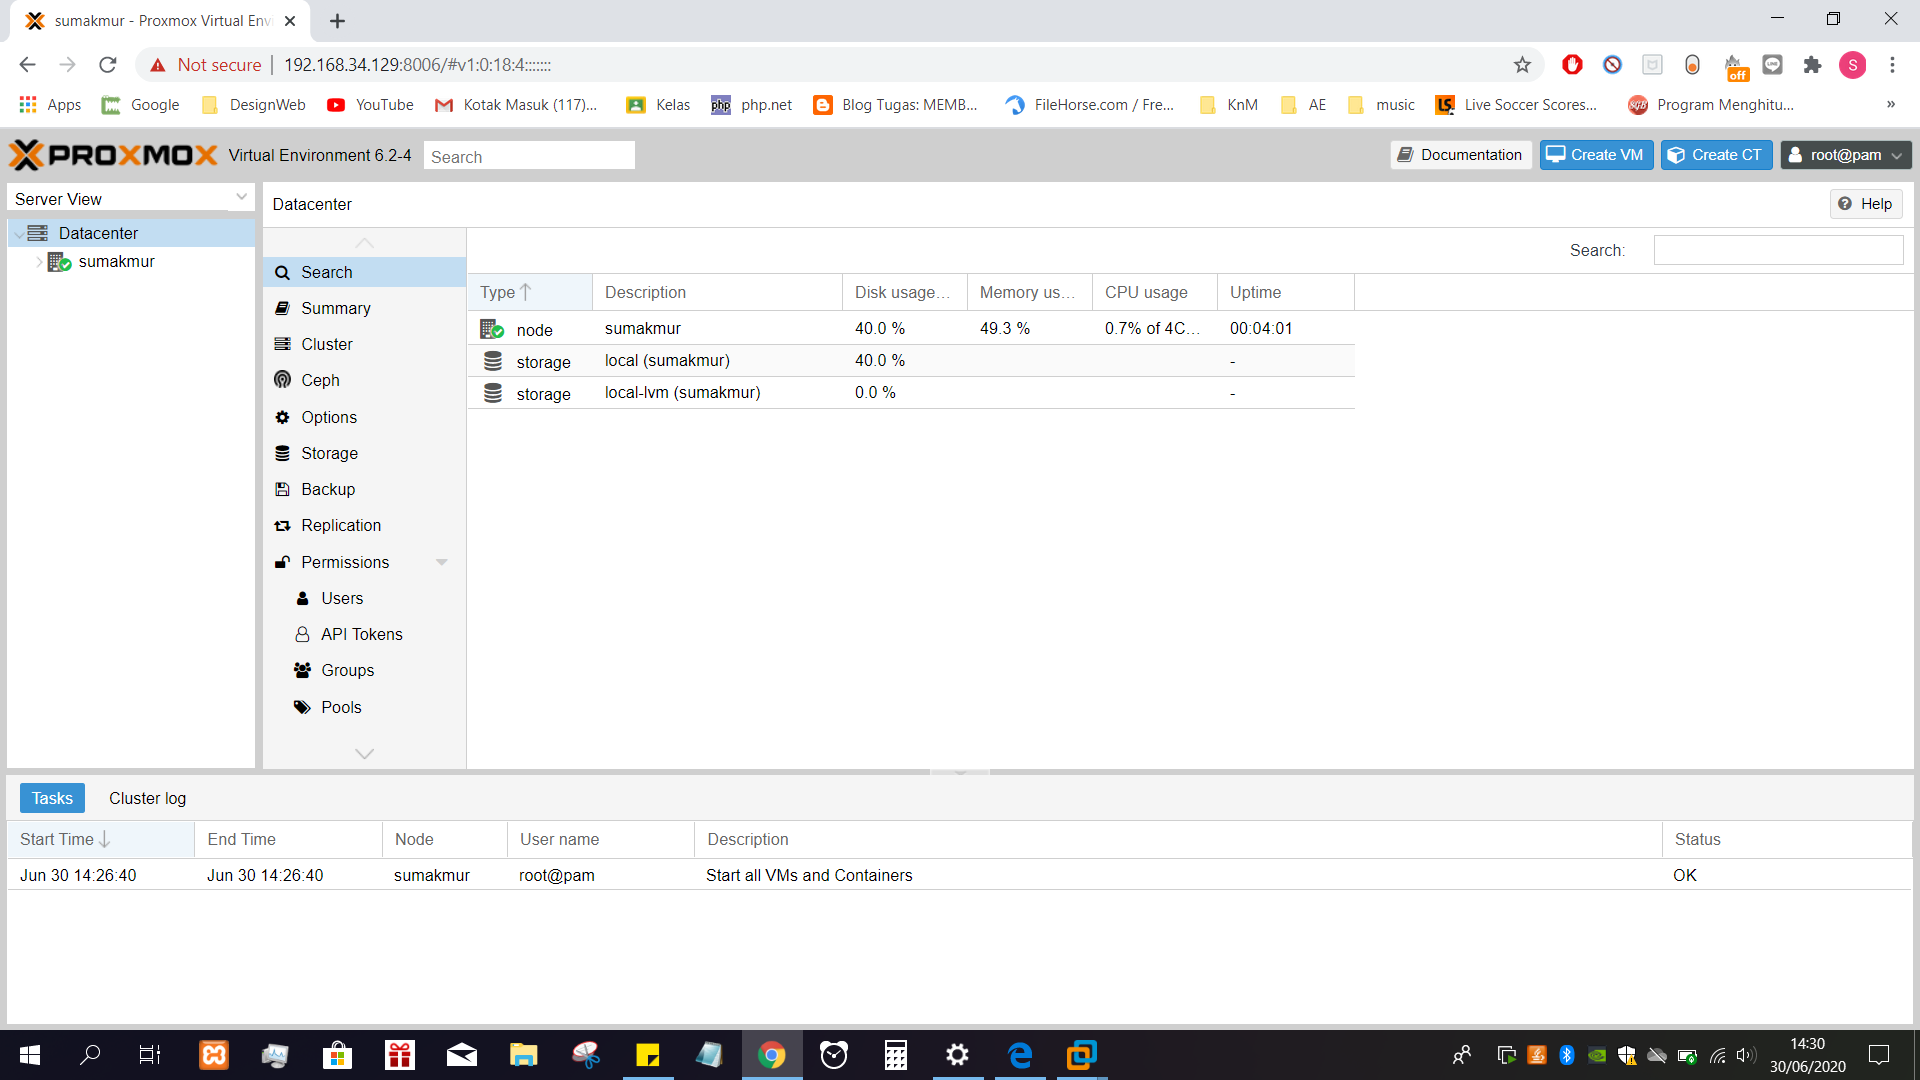 sumakmur - Proxmox Virtual Envi
Not secure | 192.168.34.129:8006/#v1:0:18:4:::::::
S
off
Apps Google DesignWeb YouTube Kotak Masuk (117)... Kelas php.net Blog Tugas: MEMB... FileHorse.com / Fre... KnM AE music Live Soccer Scores... Program Menghitu... »
PROXMOX Virtual Environment 6.2-4 Search Documentation Create VM Create CT root@pam
Server View
Datacenter
sumakmur
Datacenter
Help
Search
Summary
Cluster
Ceph
Options
Storage
Backup
Replication
Permissions
Users
API Tokens
Groups
Pools
Search:
Type Description Disk usage... Memory us... CPU usage Uptime
node sumakmur 40.0 % 49.3 % 0.7% of 4C... 00:04:01
storage local (sumakmur) 40.0 % -
storage local-lvm (sumakmur) 0.0 % -
Tasks Cluster log
Start Time End Time Node User name Description Status
Jun 30 14:26:40 Jun 30 14:26:40 sumakmur root@pam Start all VMs and Containers OK
14:30
30/06/2020